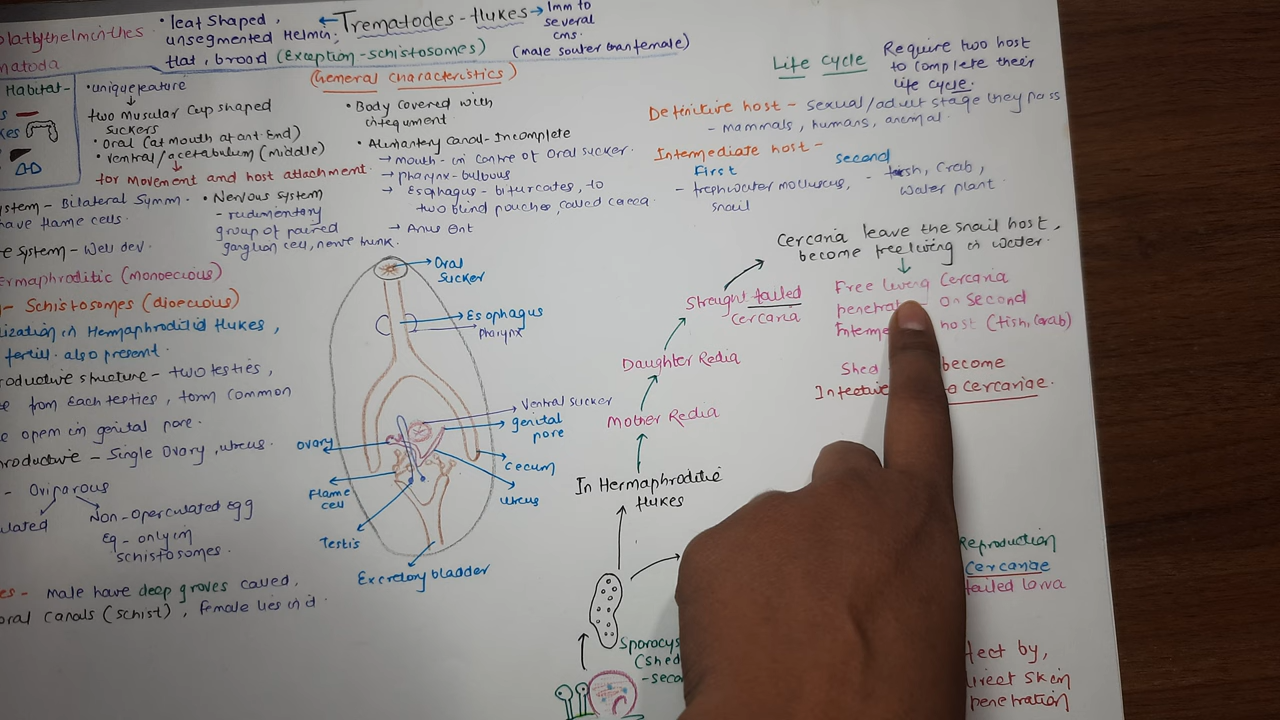 Platyhelminthes
matoda
• leaf Shaped,
unsegmented Helmin;
flat, broad (Exception-schistosomes)
Trematodes-flukes
1mm to
several
cms.
(male souter than female)
(General characteristics)
Habitat-
• unique feature
two Muscular Cup shaped
suckers
• Oral (at mouth at ant End)
• ventral/acetabulum (Middle)
for Movement and host attachment.
• Body Covered with
integument
• Alimentary Canal-Incomplete
→ mouth - in centre of Oral sucker.
→ pharynx-bulbous
→ Esophagus - bifurcates, to
two blind pouches, called caeca.
→ Anus ant
ystem - Bilateral Symm.
have flame cells.
• Nervous system
- rudimentary
group of paired
ganglion cell, nerve trunk.
e system - Well dev.
ermaphroditic (monoecious)
- Schistosomes (dioecious)
lization in Hermaphroditid flukes,
fertill. also present.
oductive structure - two testies,
from Each testies, form common
e open in genital pore.
roductive - Single Ovary, utreus.
- Oviparous
ulated
Non-Operculated Egg
Eg - only in
schistosomes.
es - male have deep groves called,
oral canals (schist), female lies in it.
Oral
Sucker
Esophagus
Pharynx
Ventral sucker
genital
pore
Cecum
Utreus
Ovary
Flame
cell
Testis
Excretory bladder
Life Cycle
Require two host
to complete their
life cycle.
Definitive host - sexual/adult stage they pass
- mammals, humans, animal.
Intermediate host -
First
- freshwater molluscus,
snail
second
- fish, Crab,
Water plant.
Cercaria leave the snail host,
become free living in water.
Free living Cercaria
penetrat on Second
Interme host (fish, crab)
Shed become
Infective a cercariae.
Straight tailed
Cercaria
Daughter Redia
Mother Redia
In Hermaphroditic
flukes
Sporocys
(shed
-seco
Reproduction
Cercariae
tailed larva
fect by,
irect Skin
penetration